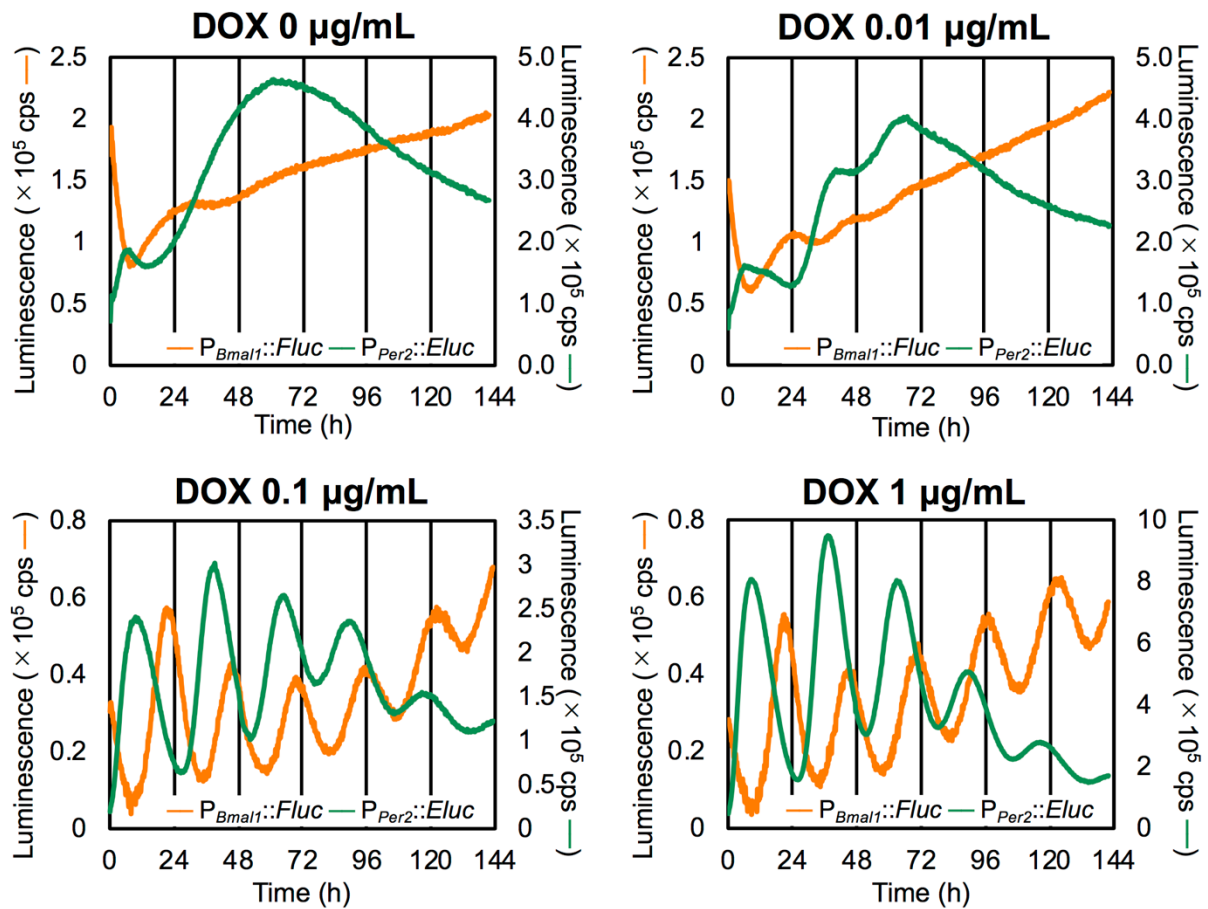 DOX 0 µg/mL
Luminescence ( × 10⁵ cps — )
2.5
2
1.5
1
0.5
0
5.0
4.0
3.0
2.0
1.0
0.0
Luminescence ( × 10⁵ cps — )
P_Bmal1::Fluc P_Per2::Eluc
0 24 48 72 96 120 144
Time (h)
DOX 0.01 µg/mL
Luminescence ( × 10⁵ cps — )
2.5
2
1.5
1
0.5
0
5.0
4.0
3.0
2.0
1.0
0.0
Luminescence ( × 10⁵ cps — )
P_Bmal1::Fluc P_Per2::Eluc
0 24 48 72 96 120 144
Time (h)
DOX 0.1 µg/mL
Luminescence ( × 10⁵ cps — )
0.8
0.6
0.4
0.2
0
3.5
3
2.5
2
1.5
1
0.5
0
Luminescence ( × 10⁵ cps — )
P_Bmal1::Fluc P_Per2::Eluc
0 24 48 72 96 120 144
Time (h)
DOX 1 µg/mL
Luminescence ( × 10⁵ cps — )
0.8
0.6
0.4
0.2
0
10
8
6
4
2
0
Luminescence ( × 10⁵ cps — )
P_Bmal1::Fluc P_Per2::Eluc
0 24 48 72 96 120 144
Time (h)